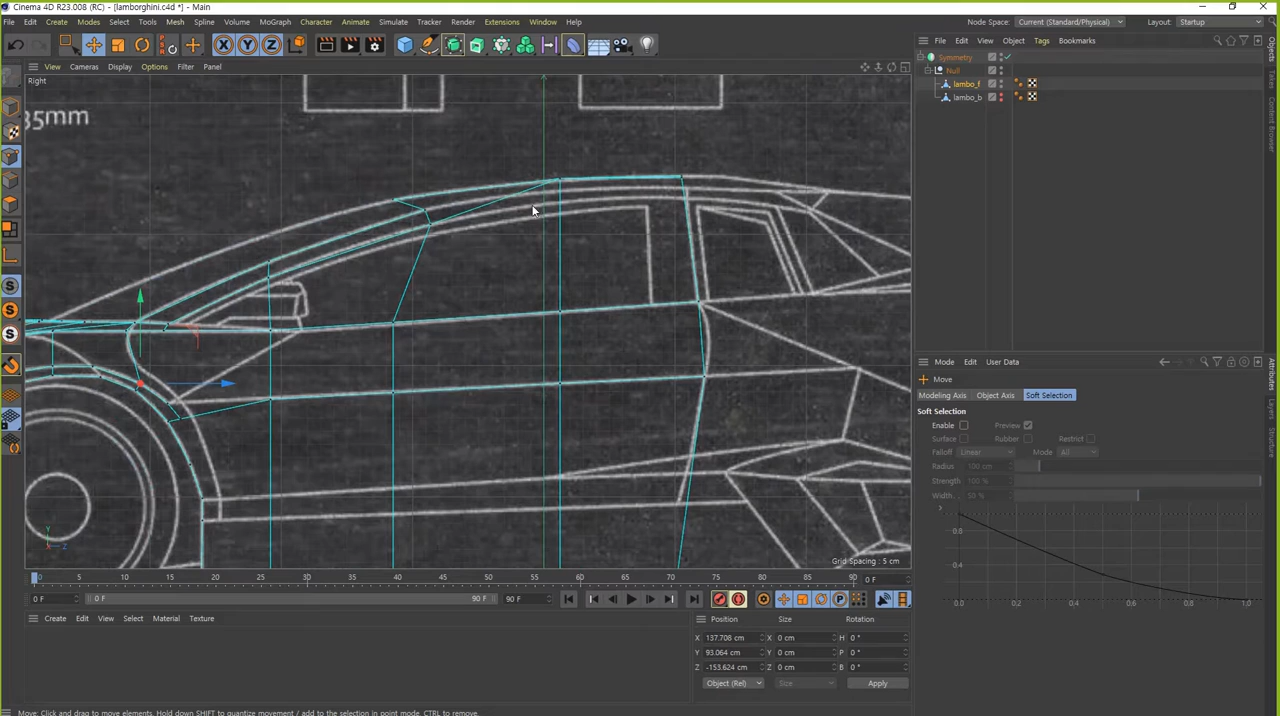 Cinema 4D R23.008 (RC) - [lamborghini.c4d *] - Main
File Edit Create Modes Select Tools Mesh Spline Volume MoGraph Character Animate Simulate Tracker Render Extensions Window Help
Node Space: Current (Standard/Physical) Layout: Startup
View Cameras Display Options Filter Panel
Right
35mm
Grid Spacing : 5 cm
File Edit View Object Tags Bookmarks
Symmetry
Null
lambo_f
lambo_b
Objects
Takes
Content Browser
Mode Edit User Data
Move
Modeling Axis Object Axis Soft Selection
Soft Selection
Enable Preview
Surface Rubber Restrict
Falloff Linear Mode All
Radius 100 cm
Strength 100 %
Width... 50 %
0.8
0.4
0.0 0.2 0.4 0.6 0.8 1.0
Attributes
Layers
Structure
0 5 10 15 20 25 30 35 40 45 50 55 60 65 70 75 80 85 90 0 F
0 F 0 F 90 F 90 F
Create Edit View Select Material Texture
Position Size Rotation
X 137.708 cm X 0 cm H 0 °
Y 93.064 cm Y 0 cm P 0 °
Z -153.624 cm Z 0 cm B 0 °
Object (Rel) Size Apply
Move: Click and drag to move elements. Hold down SHIFT to quantize movement / add to the selection in point mode, CTRL to remove.